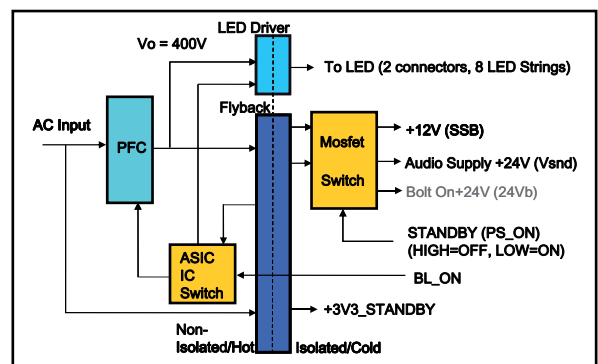 LED Driver
Vo = 400V
To LED (2 connectors, 8 LED Strings)
Flyback
AC Input
PFC
Mosfet
Switch
+12V (SSB)
Audio Supply +24V (Vsnd)
Bolt On+24V (24Vb)
STANDBY (PS_ON)
(HIGH=OFF, LOW=ON)
ASIC
IC
Switch
BL_ON
+3V3_STANDBY
Non-
Isolated/Hot
Isolated/Cold